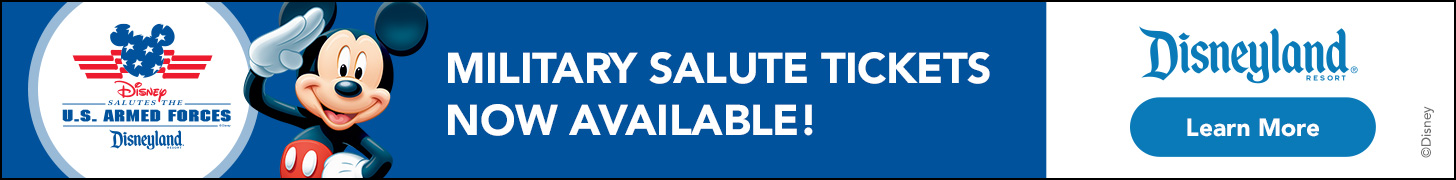 Disney
SALUTES THE
U.S. ARMED FORCES
Disneyland
RESORT
MILITARY SALUTE TICKETS
NOW AVAILABLE!
Disneyland®
RESORT
Learn More
©Disney